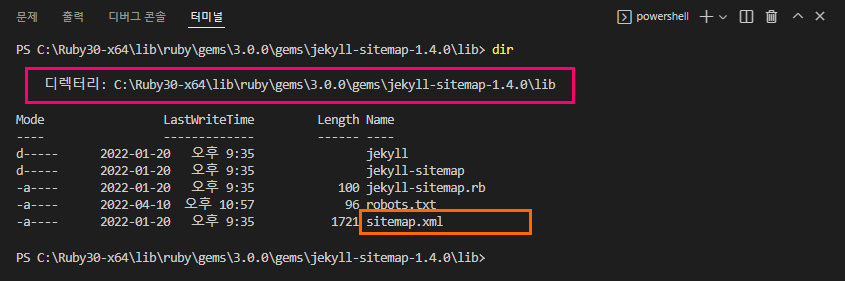 문제 출력 디버그 콘솔 터미널 powershell
PS C:\Ruby30-x64\lib\ruby\gems\3.0.0\gems\jekyll-sitemap-1.4.0\lib> dir
디렉터리: C:\Ruby30-x64\lib\ruby\gems\3.0.0\gems\jekyll-sitemap-1.4.0\lib
Mode LastWriteTime Length Name
---- ------------- ------ ----
d----- 2022-01-20 오후 9:35 jekyll
d----- 2022-01-20 오후 9:35 jekyll-sitemap
-a---- 2022-01-20 오후 9:35 100 jekyll-sitemap.rb
-a---- 2022-04-10 오후 10:57 96 robots.txt
-a---- 2022-01-20 오후 9:35 1721 sitemap.xml
PS C:\Ruby30-x64\lib\ruby\gems\3.0.0\gems\jekyll-sitemap-1.4.0\lib>